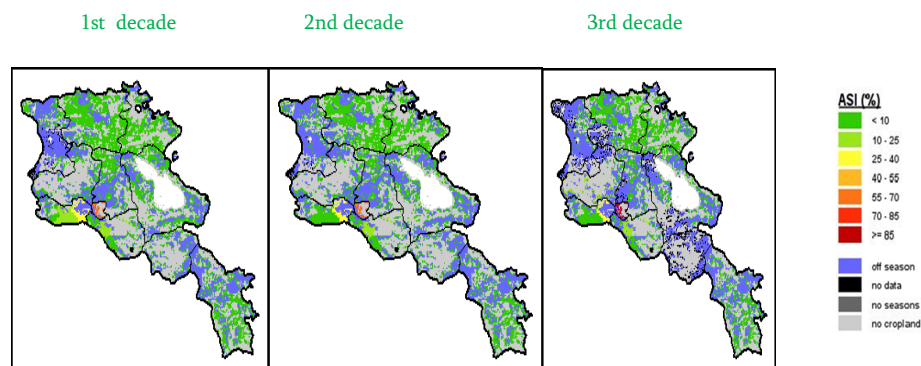 1st decade
2nd decade
3rd decade
ASI (%)
< 10
10 - 25
25 - 40
40 - 55
55 - 70
70 - 85
>= 85
off season
no data
no seasons
no cropland